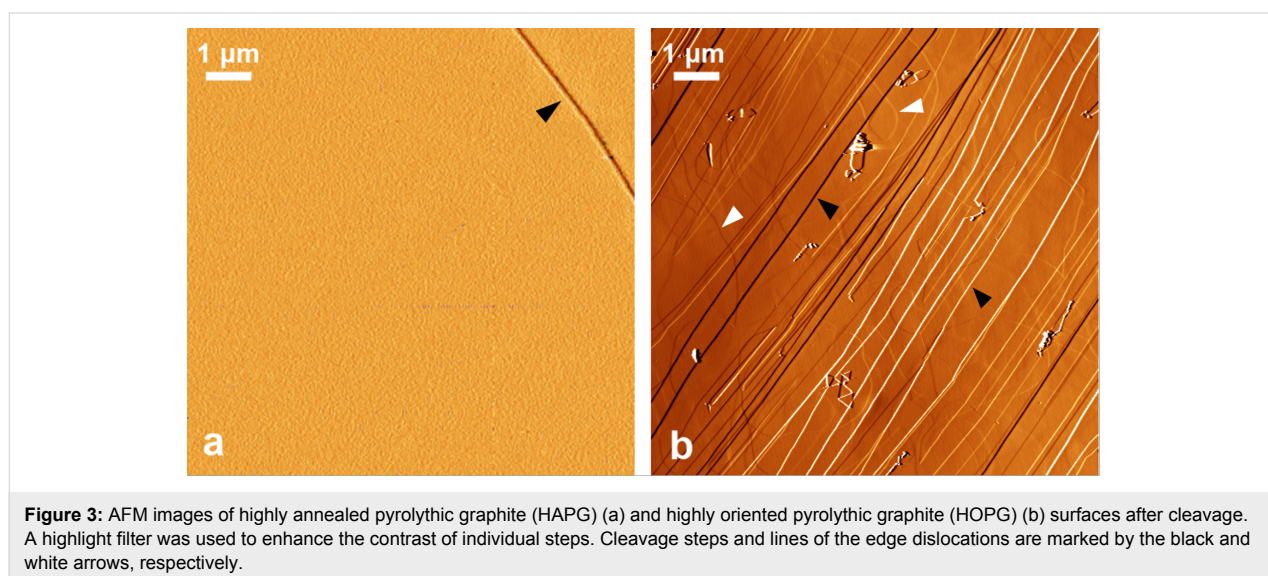 1 µm
1 µm
a
b
Figure 3: AFM images of highly annealed pyrolythic graphite (HAPG) (a) and highly oriented pyrolythic graphite (HOPG) (b) surfaces after cleavage.
A highlight filter was used to enhance the contrast of individual steps. Cleavage steps and lines of the edge dislocations are marked by the black and
white arrows, respectively.